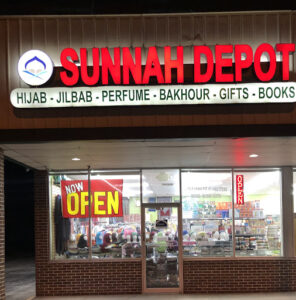 SUNNAH DEPOT
HIJAB - JILBAB - PERFUME - BAKHOUR - GIFTS - BOOKS
NOW
OPEN
OPEN